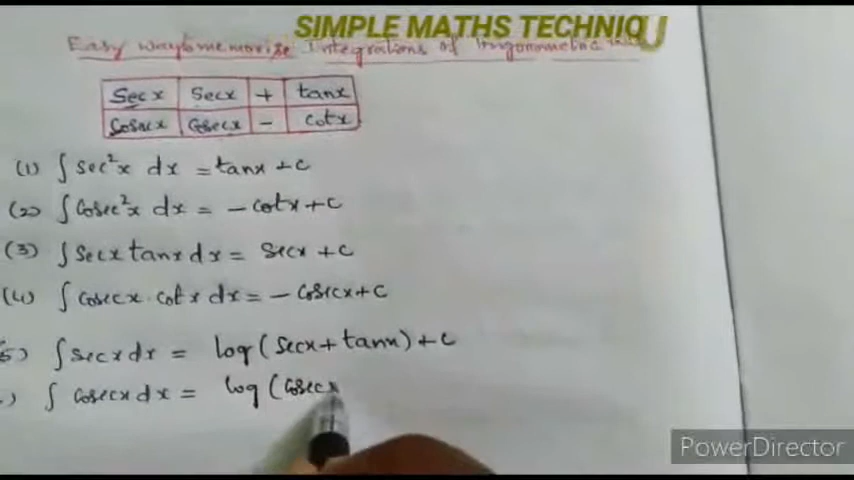 SIMPLE MATHS TECHNIQU
Easy way to memorize Integrations of trigonometric
Secx Secx + tanx
Cosecx Cosecx - cotx
(1) ∫ sec²x dx = tanx + c
(2) ∫ Cosec²x dx = - cotx + c
(3) ∫ Secx tanx dx = Secx + c
(4) ∫ cosecx . cotx dx = - cosecx + c
5) ∫ secx dx = log (secx + tanx) + c
) ∫ cosecx dx = log (cosecx
PowerDirector